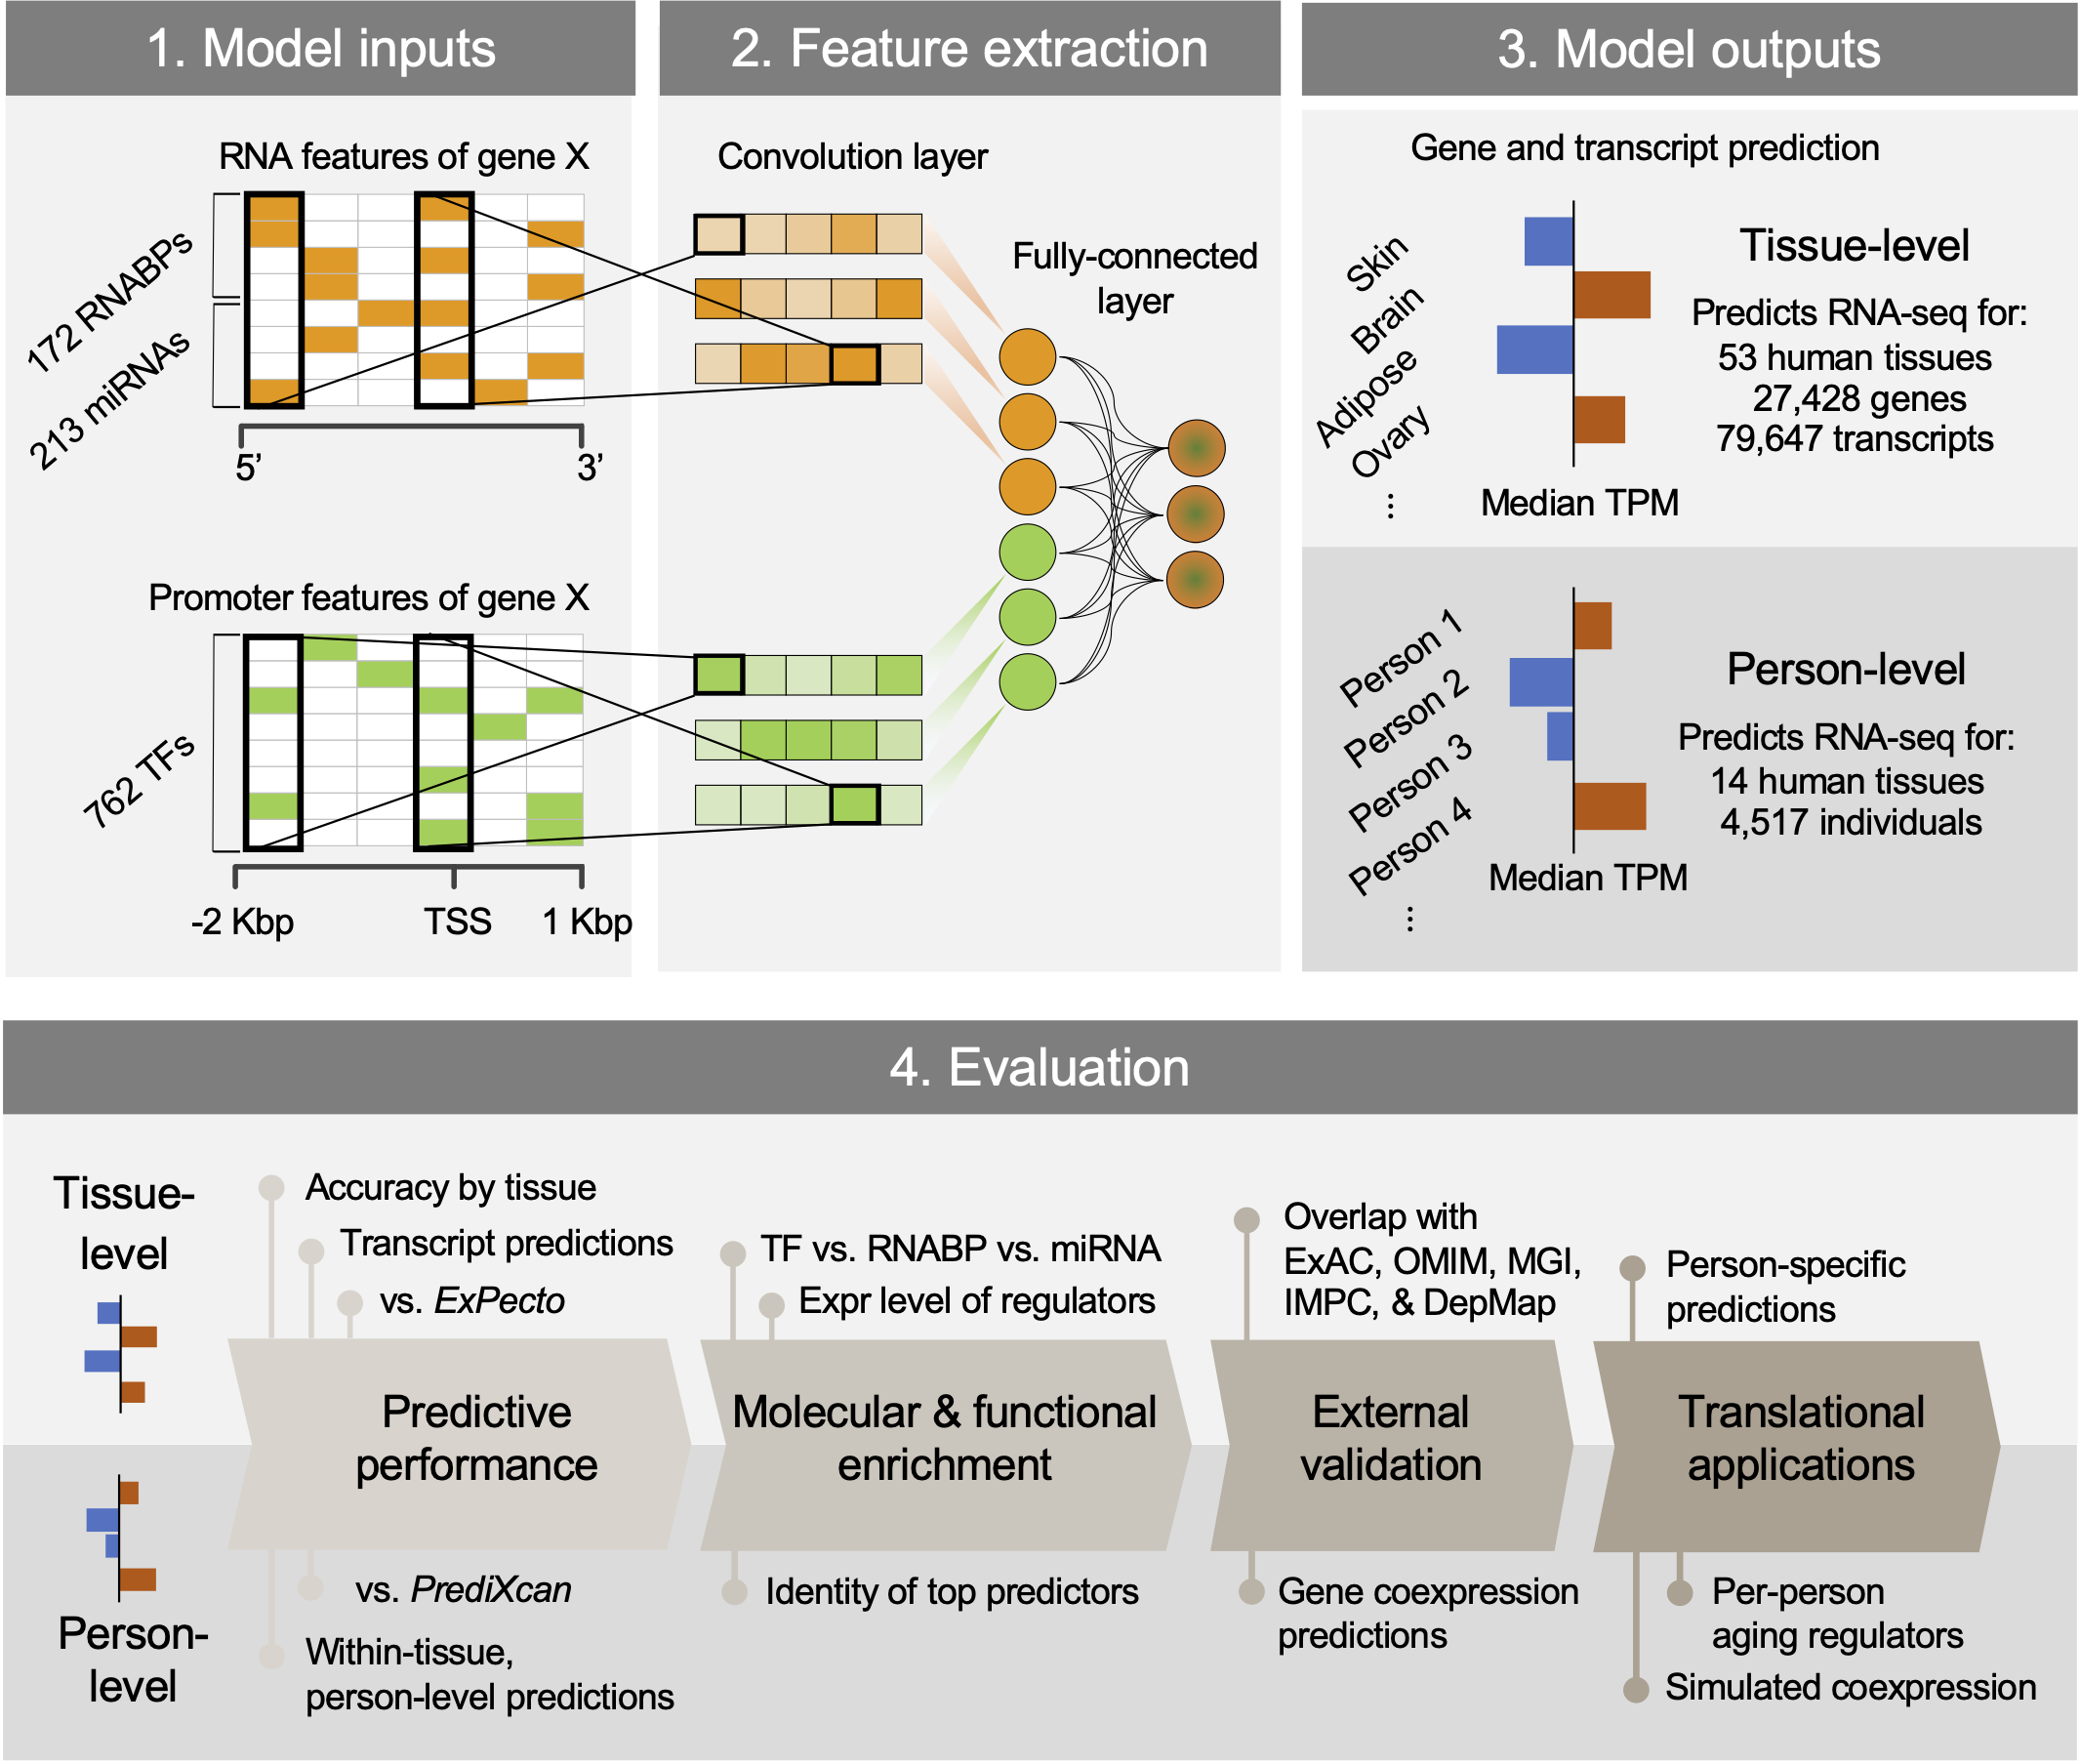 1. Model inputs
RNA features of gene X
172 RNABPs
213 miRNAs
5’
3’
Promoter features of gene X
762 TFs
-2 Kbp
TSS
1 Kbp
2. Feature extraction
Convolution layer
Fully-connected
layer
3. Model outputs
Gene and transcript prediction
Skin
Brain
Adipose
Ovary
...
Median TPM
Tissue-level
Predicts RNA-seq for:
53 human tissues
27,428 genes
79,647 transcripts
Person 1
Person 2
Person 3
Person 4
...
Median TPM
Person-level
Predicts RNA-seq for:
14 human tissues
4,517 individuals
4. Evaluation
Tissue-
level
Accuracy by tissue
Transcript predictions
vs. ExPecto
TF vs. RNABP vs. miRNA
Expr level of regulators
Overlap with
ExAC, OMIM, MGI,
IMPC, & DepMap
Person-specific
predictions
Predictive
performance
Molecular & functional
enrichment
External
validation
Translational
applications
Person-
level
vs. PrediXcan
Within-tissue,
person-level predictions
Identity of top predictors
Gene coexpression
predictions
Per-person
aging regulators
Simulated coexpression